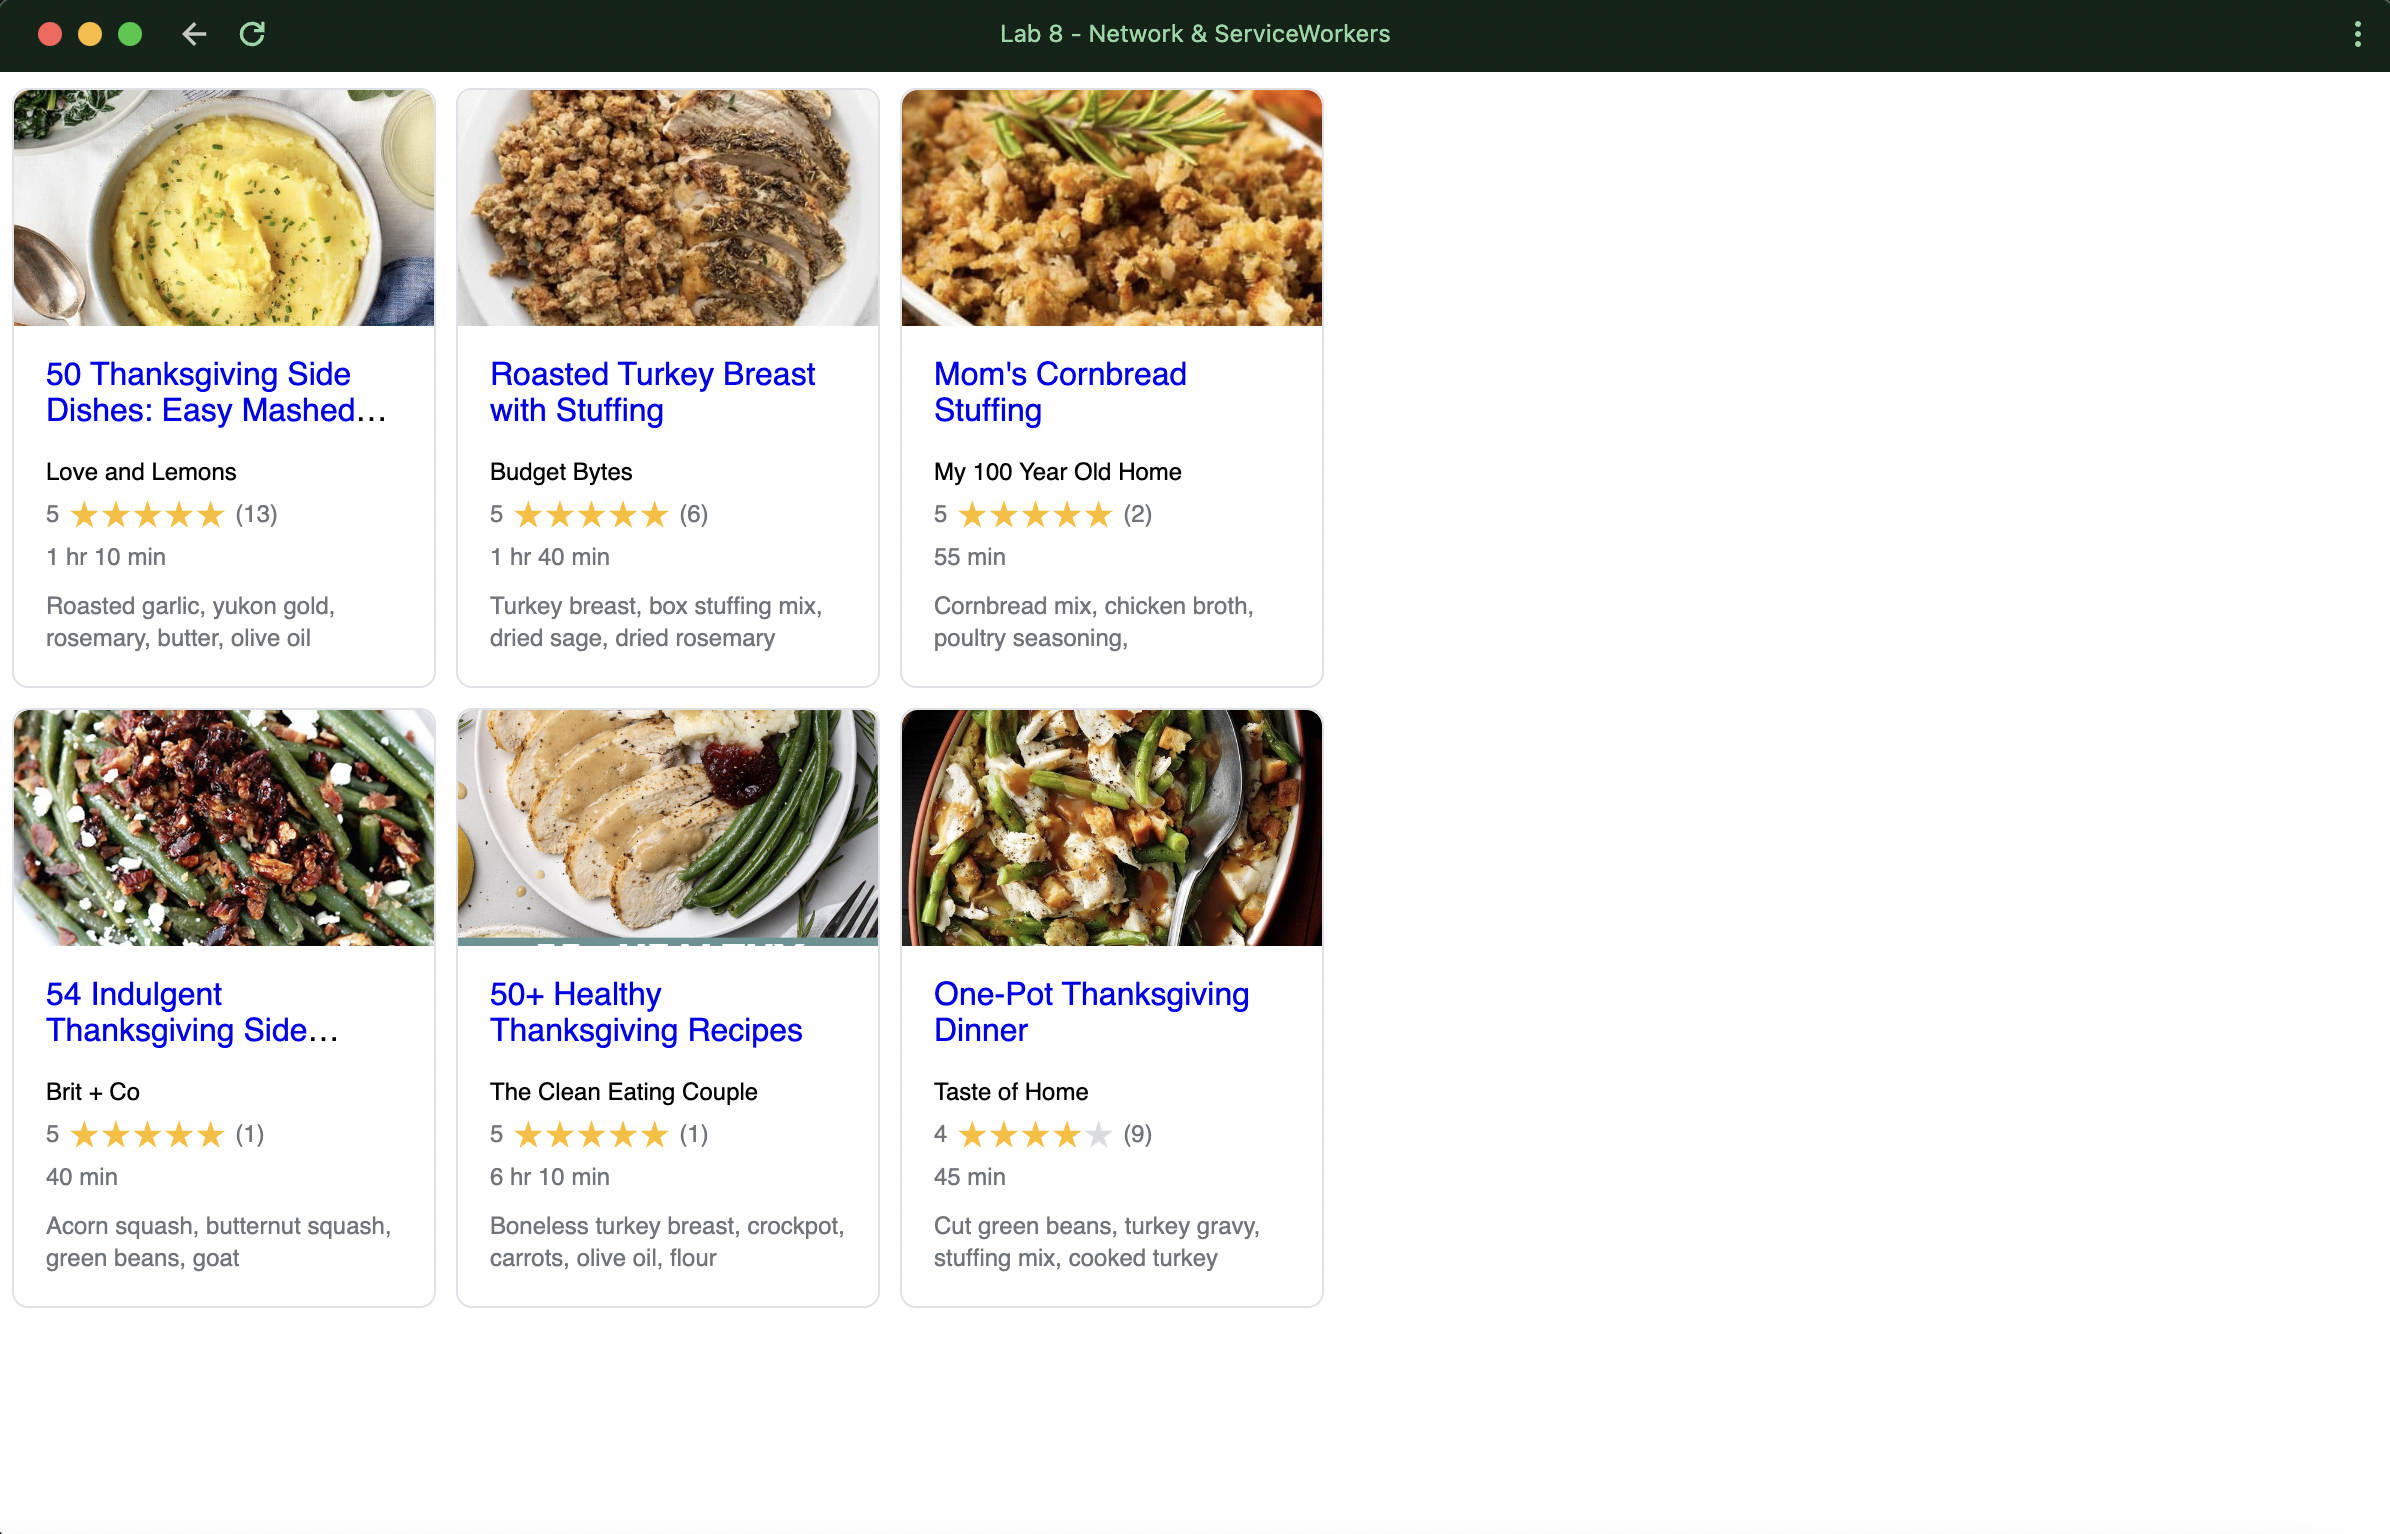 Lab 8 - Network & ServiceWorkers
50 Thanksgiving Side
Dishes: Easy Mashed…
Love and Lemons
5 ★★★★★ (13)
1 hr 10 min
Roasted garlic, yukon gold,
rosemary, butter, olive oil
Roasted Turkey Breast
with Stuffing
Budget Bytes
5 ★★★★★ (6)
1 hr 40 min
Turkey breast, box stuffing mix,
dried sage, dried rosemary
Mom's Cornbread
Stuffing
My 100 Year Old Home
5 ★★★★★ (2)
55 min
Cornbread mix, chicken broth,
poultry seasoning,
54 Indulgent
Thanksgiving Side…
Brit + Co
5 ★★★★★ (1)
40 min
Acorn squash, butternut squash,
green beans, goat
50+ Healthy
Thanksgiving Recipes
The Clean Eating Couple
5 ★★★★★ (1)
6 hr 10 min
Boneless turkey breast, crockpot,
carrots, olive oil, flour
One-Pot Thanksgiving
Dinner
Taste of Home
4 ★★★★★ (9)
45 min
Cut green beans, turkey gravy,
stuffing mix, cooked turkey